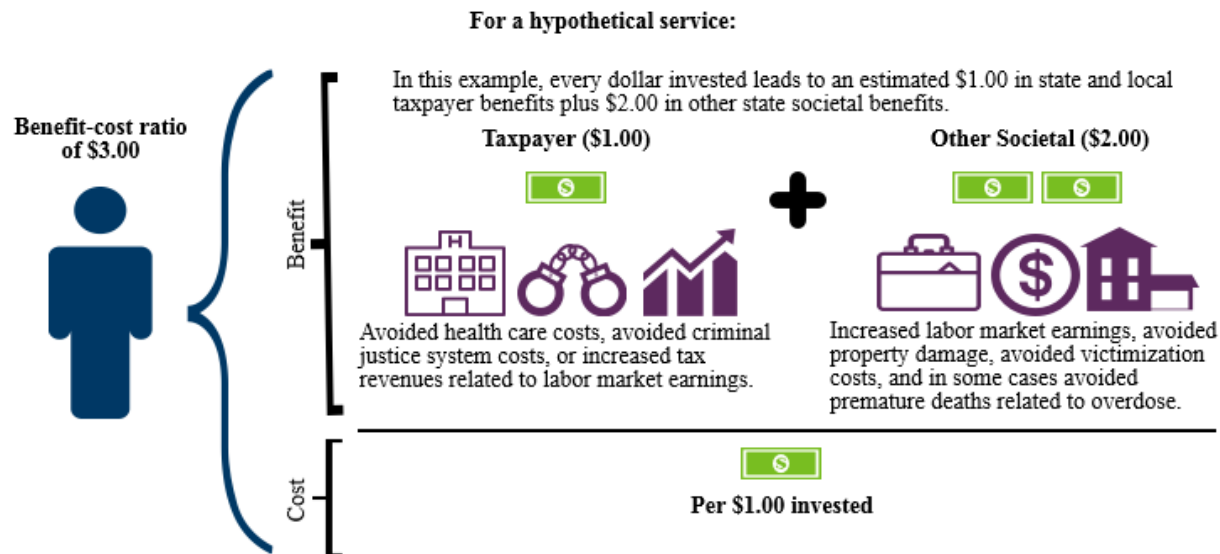 For a hypothetical service:
In this example, every dollar invested leads to an estimated $1.00 in state and local
taxpayer benefits plus $2.00 in other state societal benefits.
Benefit-cost ratio
of $3.00
Benefit
Taxpayer ($1.00)
$
H
Avoided health care costs, avoided criminal
justice system costs, or increased tax
revenues related to labor market earnings.
Other Societal ($2.00)
$ $
$
Increased labor market earnings, avoided
property damage, avoided victimization
costs, and in some cases avoided
premature deaths related to overdose.
Cost
$
Per $1.00 invested